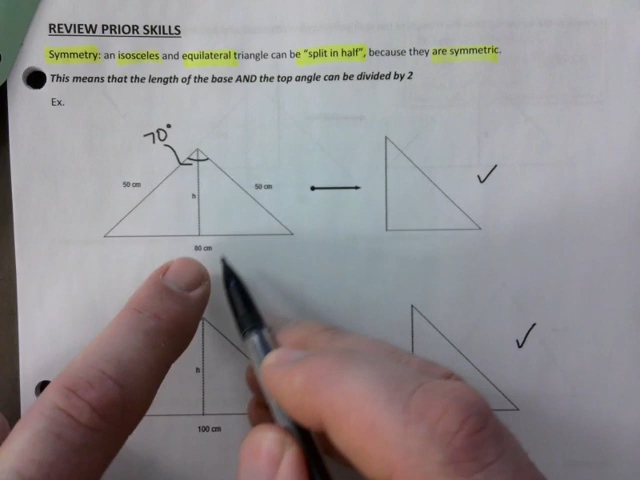 REVIEW PRIOR SKILLS
Symmetry: an isosceles and equilateral triangle can be "split in half", because they are symmetric.
This means that the length of the base AND the top angle can be divided by 2
Ex.
70°
50 cm
50 cm
h
80 cm
h
100 cm